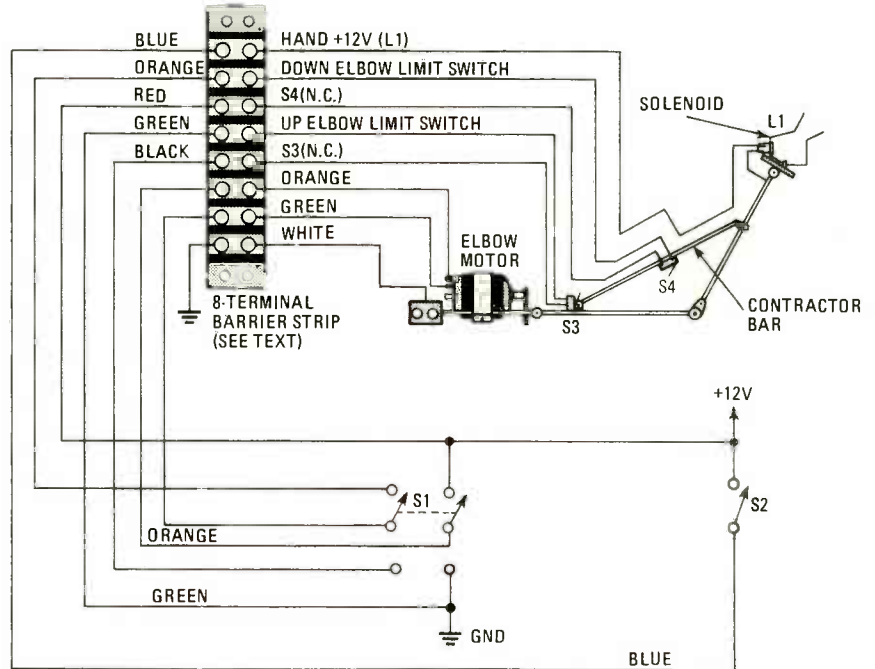 BLUE
HAND +12V (L1)
ORANGE
DOWN ELBOW LIMIT SWITCH
RED
S4(N.C.)
GREEN
UP ELBOW LIMIT SWITCH
BLACK
S3(N.C.)
ORANGE
GREEN
WHITE
8-TERMINAL
BARRIER STRIP
(SEE TEXT)
ELBOW
MOTOR
SOLENOID
L1
S4
S3
CONTRACTOR
BAR
+12V
S1
S2
ORANGE
GREEN
GND
BLUE